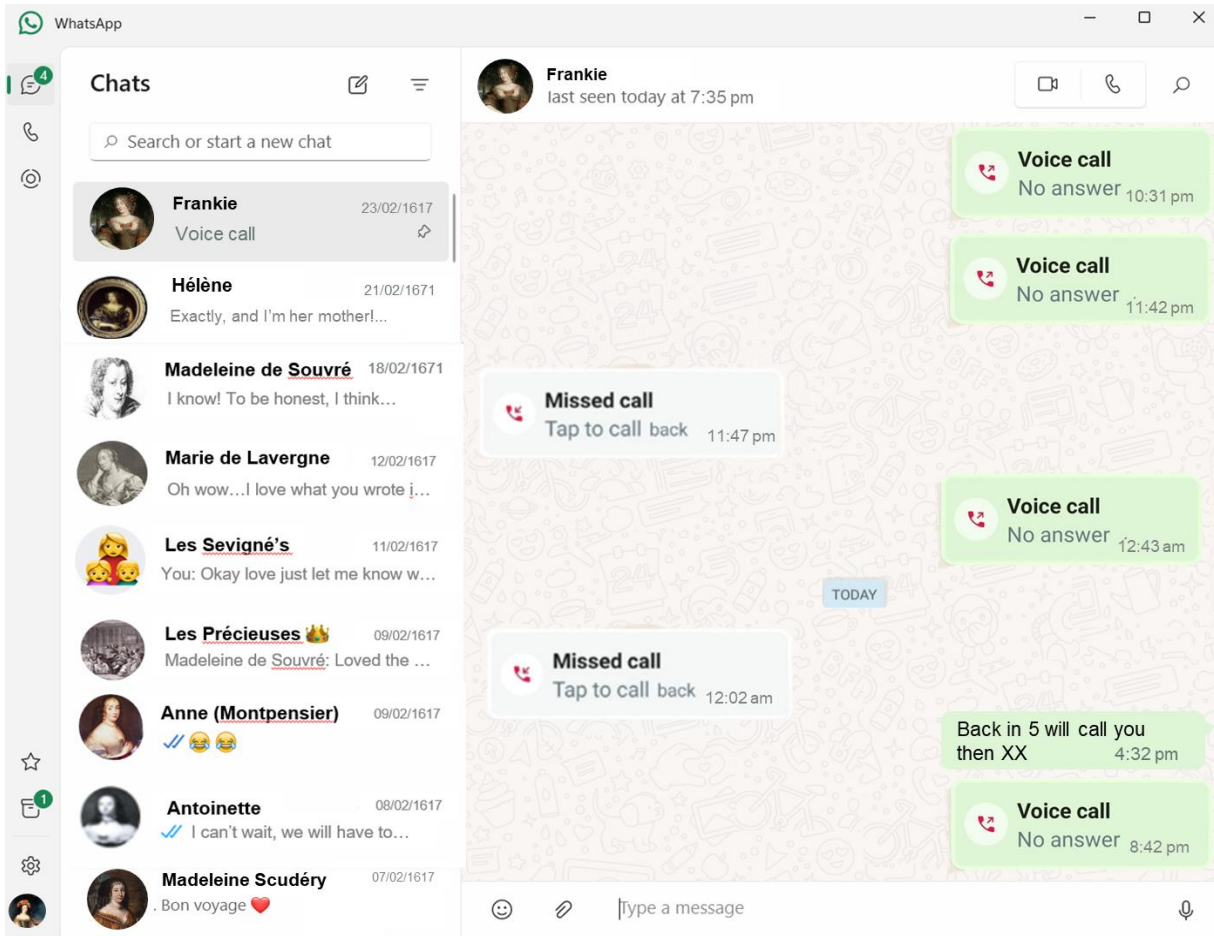 WhatsApp
4
Chats
Search or start a new chat
Frankie
23/02/1617
Voice call
Hélène
21/02/1671
Exactly, and I'm her mother!...
Madeleine de Souvré
18/02/1671
I know! To be honest, I think...
Marie de Lavergne
12/02/1617
Oh wow...I love what you wrote i...
Les Sevigné's
11/02/1617
You: Okay love just let me know w...
Les Précieuses 👑
09/02/1617
Madeleine de Souvré: Loved the ...
Anne (Montpensier)
09/02/1617
😂 😂
Antoinette
08/02/1617
I can't wait, we will have to...
Madeleine Scudéry
07/02/1617
. Bon voyage ❤️
1
Frankie
last seen today at 7:35 pm
Voice call
No answer 10:31 pm
Voice call
No answer 11:42 pm
Missed call
Tap to call back 11:47 pm
Voice call
No answer 12:43 am
TODAY
Missed call
Tap to call back 12:02 am
Back in 5 will call you
then XX 4:32 pm
Voice call
No answer 8:42 pm
Type a message